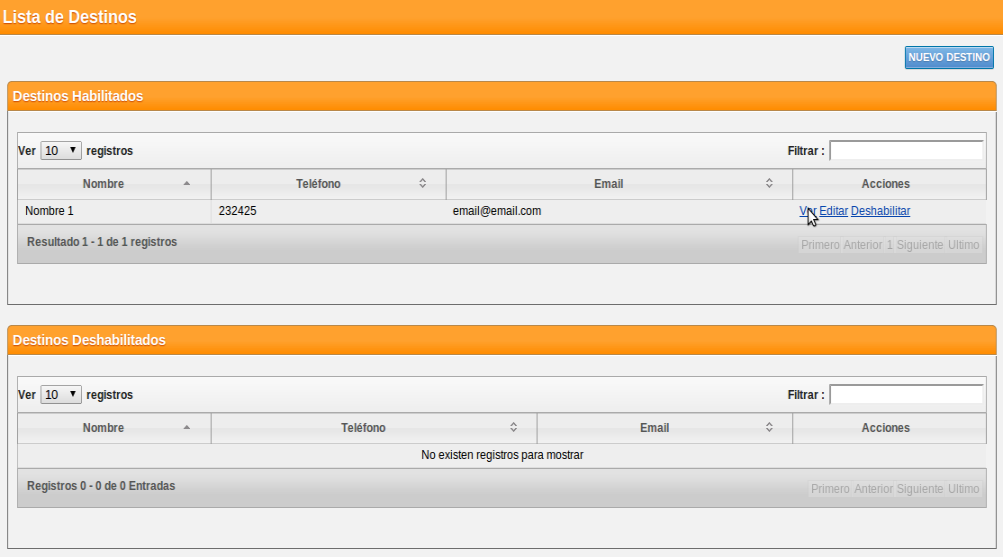 Lista de Destinos
NUEVO DESTINO
Destinos Habilitados
Ver 10 registros Filtrar :
Nombre Teléfono Email Acciones
Nombre 1 232425 email@email.com Ver Editar Deshabilitar
Resultado 1 - 1 de 1 registros Primero Anterior 1 Siguiente Ultimo
Destinos Deshabilitados
Ver 10 registros Filtrar :
Nombre Teléfono Email Acciones
No existen registros para mostrar
Registros 0 - 0 de 0 Entradas Primero Anterior Siguiente Ultimo